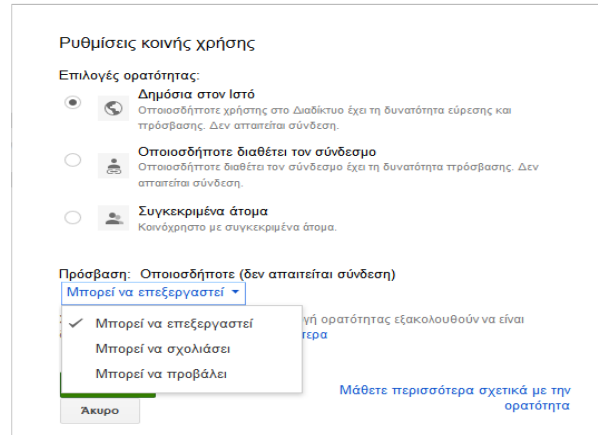 Ρυθμίσεις κοινής χρήσης
Επιλογές ορατότητας:
Δημόσια στον Ιστό
Οποιοσδήποτε χρήστης στο Διαδίκτυο έχει τη δυνατότητα εύρεσης και
πρόσβασης. Δεν απαιτείται σύνδεση.
Οποιοσδήποτε διαθέτει τον σύνδεσμο
Οποιοσδήποτε διαθέτει τον σύνδεσμο έχει τη δυνατότητα πρόσβασης. Δεν
απαιτείται σύνδεση.
Συγκεκριμένα άτομα
Κοινόχρηστο με συγκεκριμένα άτομα.
Πρόσβαση: Οποιοσδήποτε (δεν απαιτείται σύνδεση)
Μπορεί να επεξεργαστεί
Μπορεί να επεξεργαστεί
ορατότητας εξακολουθούν να είναι
Μπορεί να σχολιάσει
Μπορεί να προβάλει
Άκυρο
Μάθετε περισσότερα σχετικά με την
ορατότητα